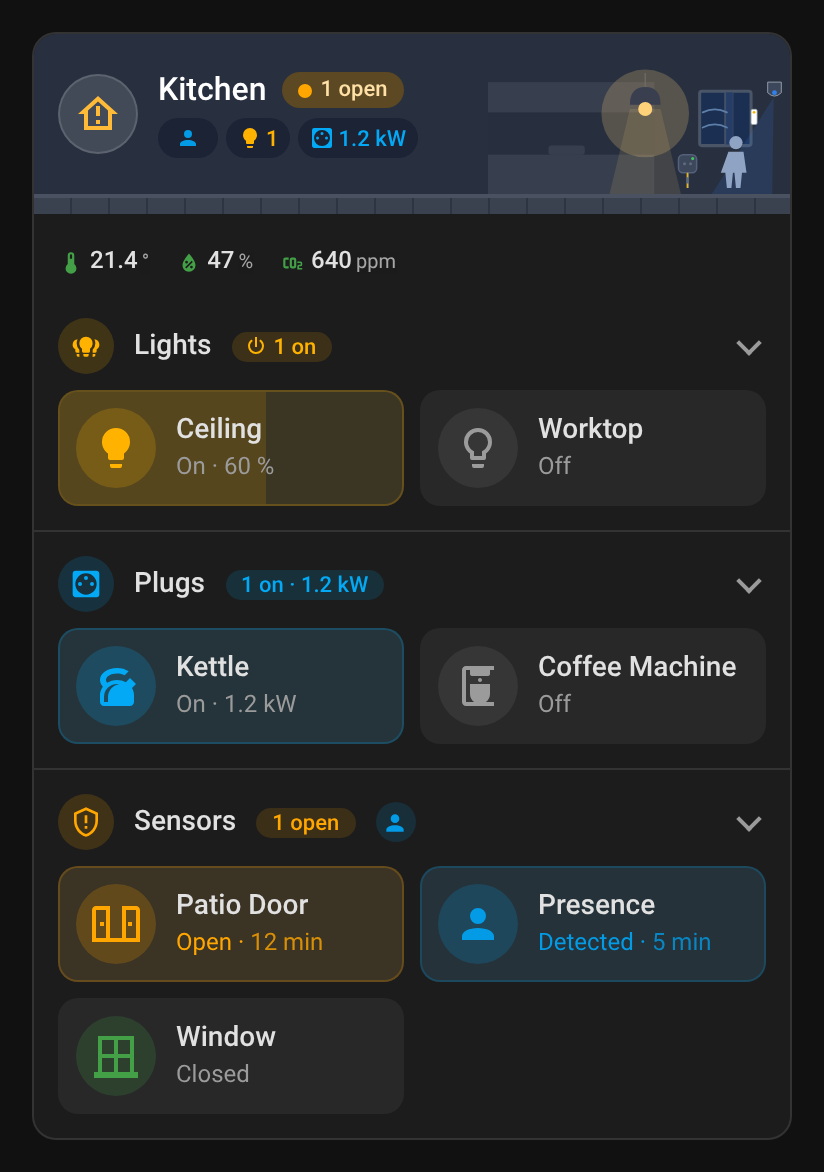 Kitchen 1 open
1 1.2 kW
21.4 ° 47 % CO₂ 640 ppm
Lights 1 on
Ceiling
On · 60 %
Worktop
Off
Plugs 1 on · 1.2 kW
Kettle
On · 1.2 kW
Coffee Machine
Off
Sensors 1 open
Patio Door
Open · 12 min
Presence
Detected · 5 min
Window
Closed